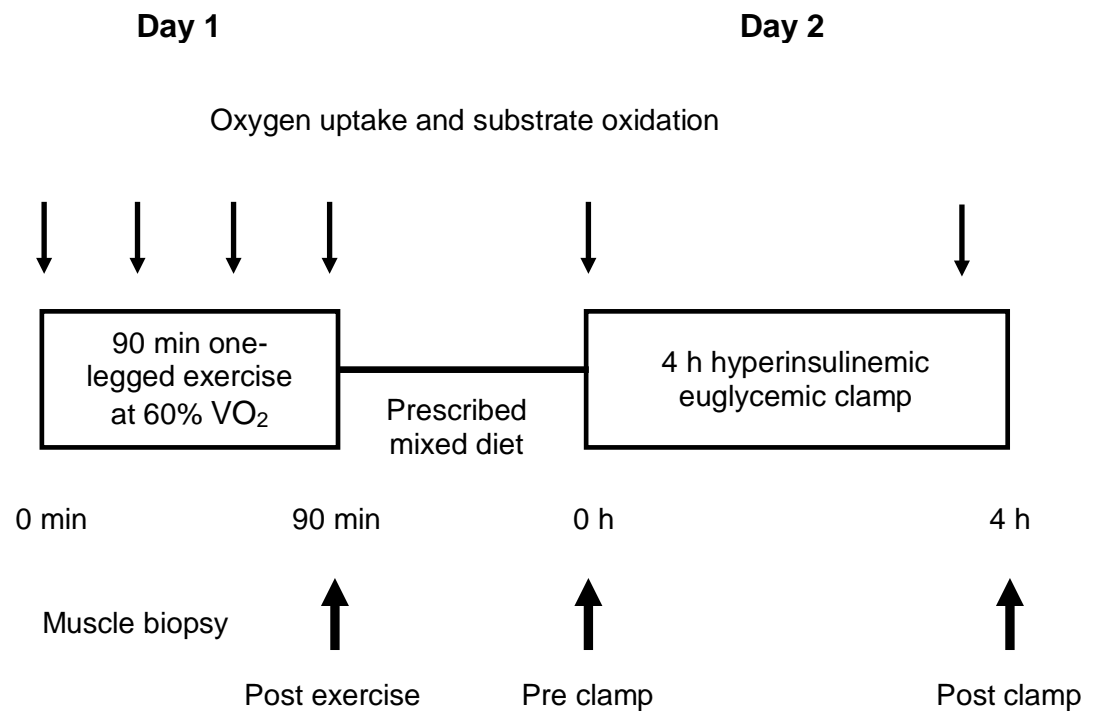 Day 1
Day 2
Oxygen uptake and substrate oxidation
90 min one-
legged exercise
at 60% VO₂
Prescribed
mixed diet
4 h hyperinsulinemic
euglycemic clamp
0 min
90 min
0 h
4 h
Muscle biopsy
Post exercise
Pre clamp
Post clamp